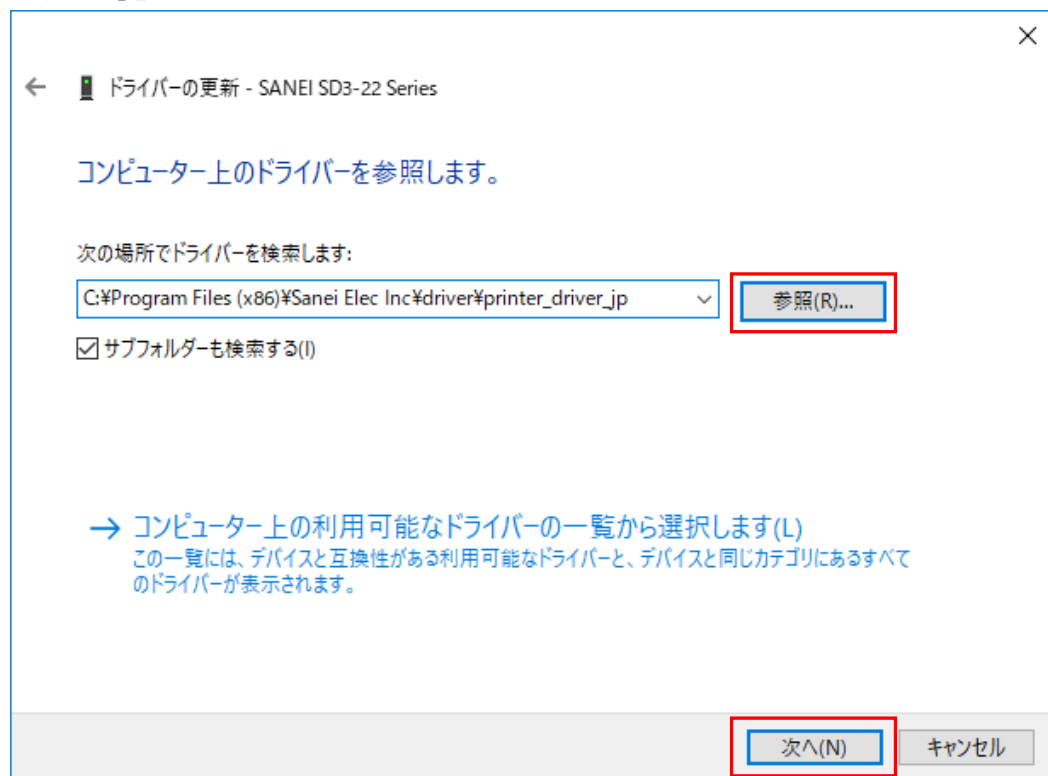 ドライバーの更新 - SANEI SD3-22 Series
コンピューター上のドライバーを参照します。
次の場所でドライバーを検索します:
C:¥Program Files (x86)¥Sanei Elec Inc¥driver¥printer_driver_jp
参照(R)...
サブフォルダーも検索する(I)
コンピューター上の利用可能なドライバーの一覧から選択します(L)
この一覧には、デバイスと互換性がある利用可能なドライバーと、デバイスと同じカテゴリにあるすべて
のドライバーが表示されます。
次へ(N)
キャンセル